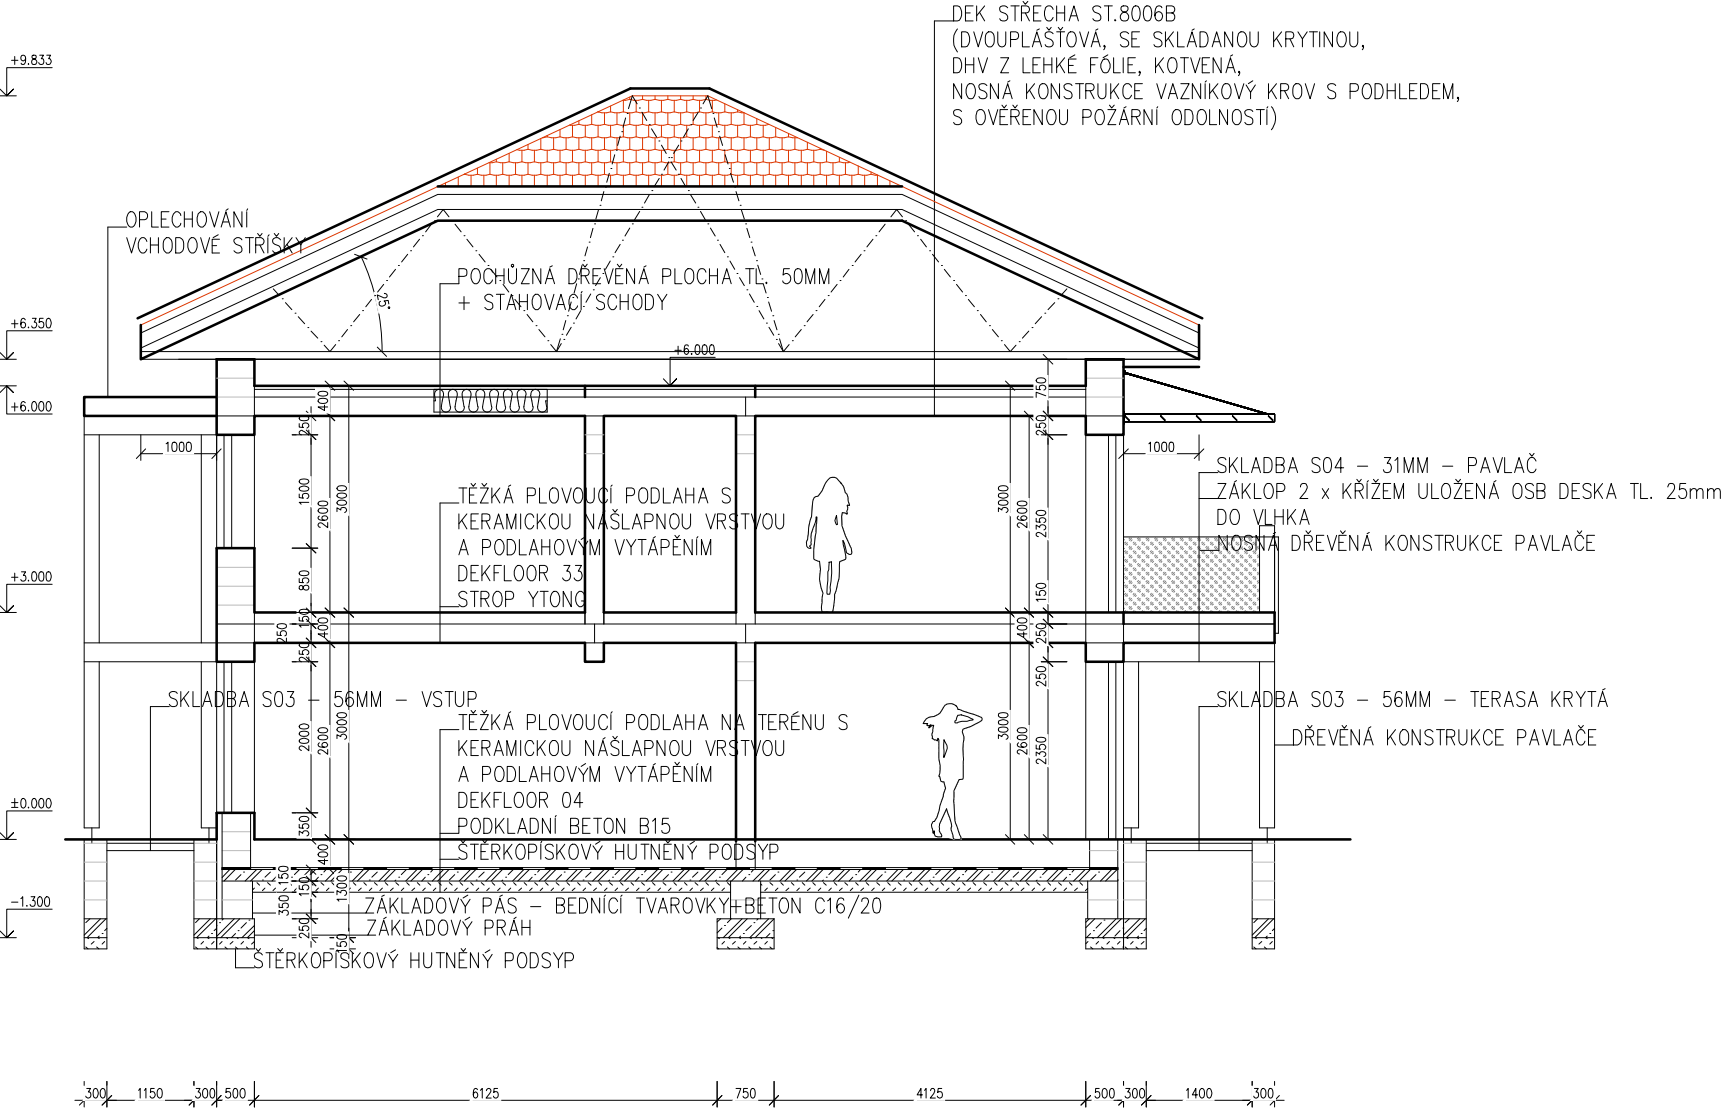 DEK STŘECHA ST.8006B
(DVOUPLÁŠŤOVÁ, SE SKLÁDANOU KRYTINOU,
DHV Z LEHKÉ FÓLIE, KOTVENÁ,
NOSNÁ KONSTRUKCE VAZNÍKOVÝ KROV S PODHLEDEM,
S OVĚŘENOU POŽÁRNÍ ODOLNOSTÍ)
+9.833
OPLECHOVÁNÍ
VCHODOVÉ STŘÍŠKY
POCHŮZNÁ DŘEVĚNÁ PLOCHA TL. 50MM
+ STAHOVACÍ SCHODY
25°
+6.350
+6.000
+6.000
400
750
250
250
1000
1000
SKLADBA S04 – 31MM – PAVLAČ
ZÁKLOP 2 x KŘÍŽEM ULOŽENÁ OSB DESKA TL. 25mm
DO VLHKA
NOSNÁ DŘEVĚNÁ KONSTRUKCE PAVLAČE
TĚŽKÁ PLOVOUCÍ PODLAHA S
KERAMICKOU NÁŠLAPNOU VRSTVOU
A PODLAHOVÝM VYTÁPĚNÍM
DEKFLOOR 33
STROP YTONG
1500
2600
3000
3000
2600
2350
850
150
+3.000
150
400
250
250
400
250
250
SKLADBA S03 – 56MM – VSTUP
SKLADBA S03 – 56MM – TERASA KRYTÁ
DŘEVĚNÁ KONSTRUKCE PAVLAČE
TĚŽKÁ PLOVOUCÍ PODLAHA NA TERÉNU S
KERAMICKOU NÁŠLAPNOU VRSTVOU
A PODLAHOVÝM VYTÁPĚNÍM
DEKFLOOR 04
PODKLADNÍ BETON B15
ŠTĚRKOPÍSKOVÝ HUTNĚNÝ PODSYP
2000
2600
3000
3000
2600
2350
±0.000
350
400
150
150
1300
350
250
150
-1.300
ZÁKLADOVÝ PÁS – BEDNÍCÍ TVAROVKY+BETON C16/20
ZÁKLADOVÝ PRÁH
ŠTĚRKOPÍSKOVÝ HUTNĚNÝ PODSYP
300 1150 300 500 6125 750 4125 500 300 1400 300